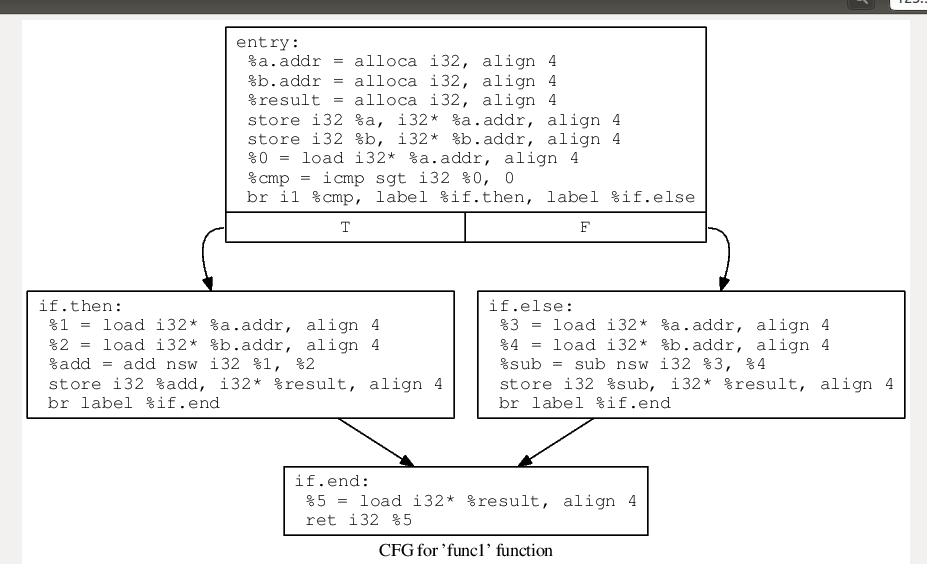 entry:
%a.addr = alloca i32, align 4
%b.addr = alloca i32, align 4
%result = alloca i32, align 4
store i32 %a, i32* %a.addr, align 4
store i32 %b, i32* %b.addr, align 4
%0 = load i32* %a.addr, align 4
%cmp = icmp sgt i32 %0, 0
br i1 %cmp, label %if.then, label %if.else
T
F
if.then:
%1 = load i32* %a.addr, align 4
%2 = load i32* %b.addr, align 4
%add = add nsw i32 %1, %2
store i32 %add, i32* %result, align 4
br label %if.end
if.else:
%3 = load i32* %a.addr, align 4
%4 = load i32* %b.addr, align 4
%sub = sub nsw i32 %3, %4
store i32 %sub, i32* %result, align 4
br label %if.end
if.end:
%5 = load i32* %result, align 4
ret i32 %5
CFG for 'func1' function